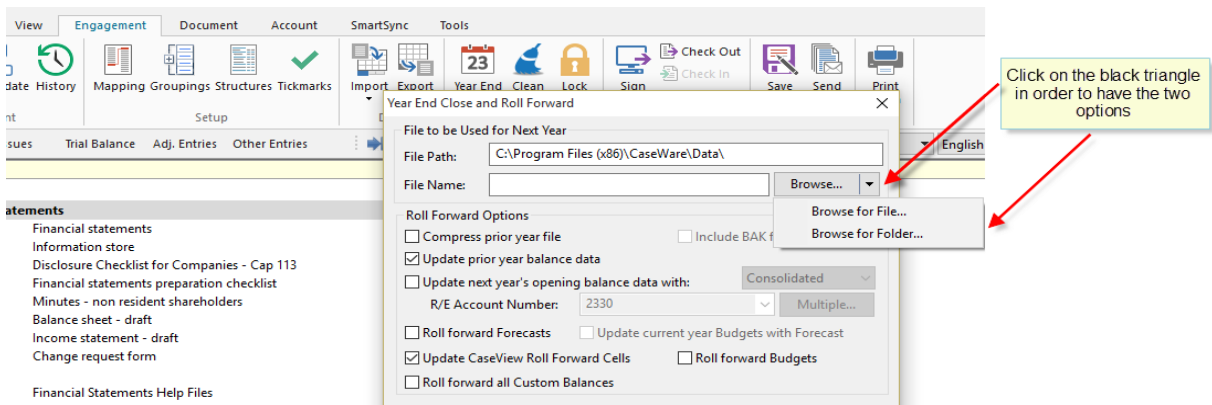 View Engagement Document Account SmartSync Tools
23
Check Out
Check In
date History Mapping Groupings Structures Tickmarks Import Export Year End Clean Lock Sign Save Send Print
Setup
Click on the black triangle
in order to have the two
options
Year End Close and Roll Forward
ssues Trial Balance Adj. Entries Other Entries
English
File to be Used for Next Year
File Path: C:\Program Files (x86)\CaseWare\Data\
File Name: Browse...
Browse for File...
Browse for Folder...
Roll Forward Options
Compress prior year file Include BAK f
Update prior year balance data
Update next year's opening balance data with: Consolidated
R/E Account Number: 2330 Multiple...
Roll forward Forecasts Update current year Budgets with Forecast
Update CaseView Roll Forward Cells Roll forward Budgets
Roll forward all Custom Balances
atements
Financial statements
Information store
Disclosure Checklist for Companies - Cap 113
Financial statements preparation checklist
Minutes - non resident shareholders
Balance sheet - draft
Income statement - draft
Change request form
Financial Statements Help Files